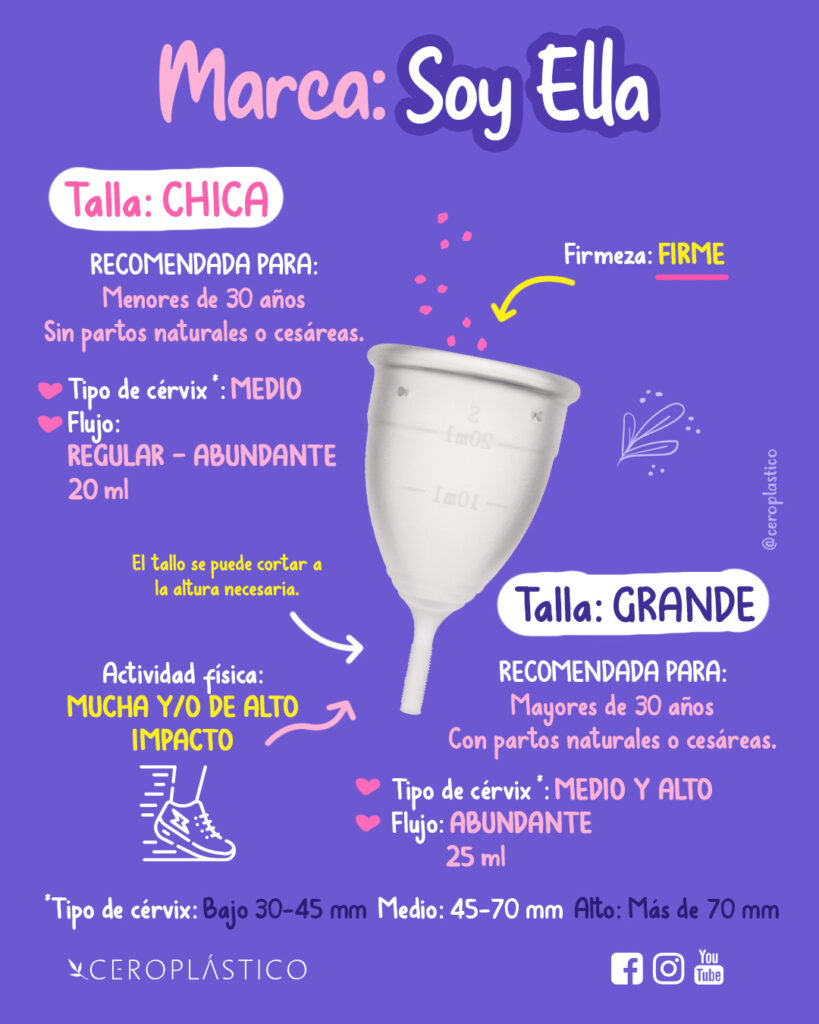 Marca: Soy Ella
Talla: CHICA
RECOMENDADA PARA:
Menores de 30 años
Sin partos naturales o cesáreas.
Tipo de cérvix *: MEDIO
Flujo:
REGULAR - ABUNDANTE
20 ml
Firmeza: FIRME
S
20ml
10ml
@ceroplastico
El tallo se puede cortar a
la altura necesaria.
Actividad física:
MUCHA Y/O DE ALTO
IMPACTO
Talla: GRANDE
RECOMENDADA PARA:
Mayores de 30 años
Con partos naturales o cesáreas.
Tipo de cérvix *: MEDIO Y ALTO
Flujo: ABUNDANTE
25 ml
*Tipo de cérvix: Bajo 30-45 mm Medio: 45-70 mm Alto: Más de 70 mm
CEROPLÁSTICO
You
Tube